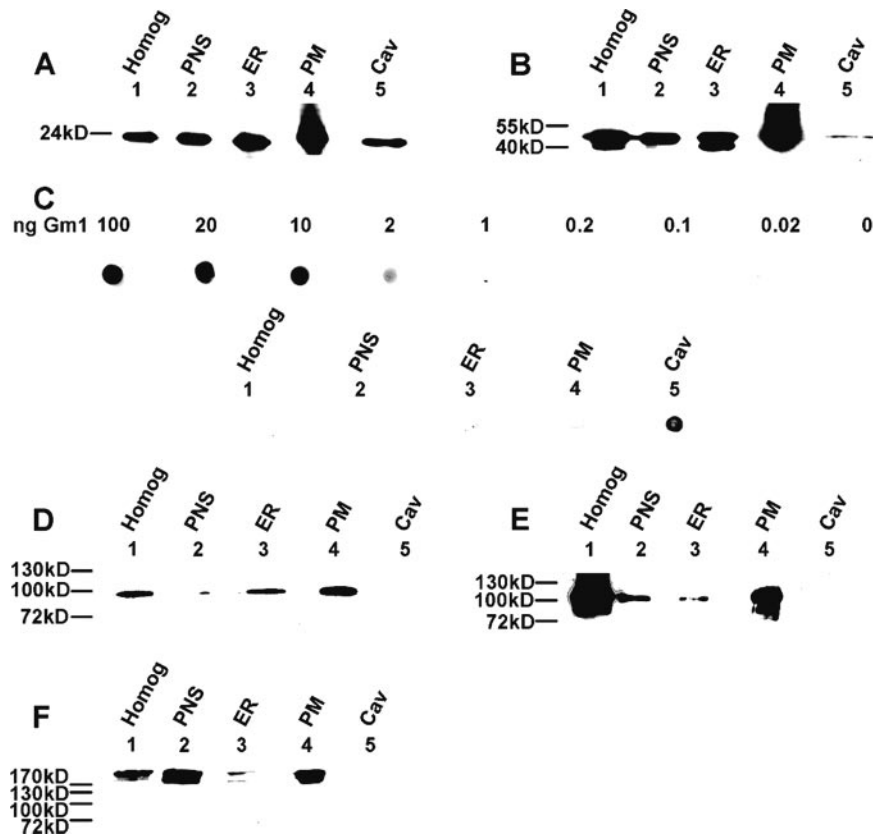 A Homog PNS ER PM Cav
1 2 3 4 5
24kD
B Homog PNS ER PM Cav
1 2 3 4 5
55kD
40kD
C
ng Gm1 100 20 10 2 1 0.2 0.1 0.02 0
Homog PNS ER PM Cav
1 2 3 4 5
D Homog PNS ER PM Cav
1 2 3 4 5
130kD
100kD
72kD
E Homog PNS ER PM Cav
1 2 3 4 5
130kD
100kD
72kD
F Homog PNS ER PM Cav
1 2 3 4 5
170kD
130kD
100kD
72kD